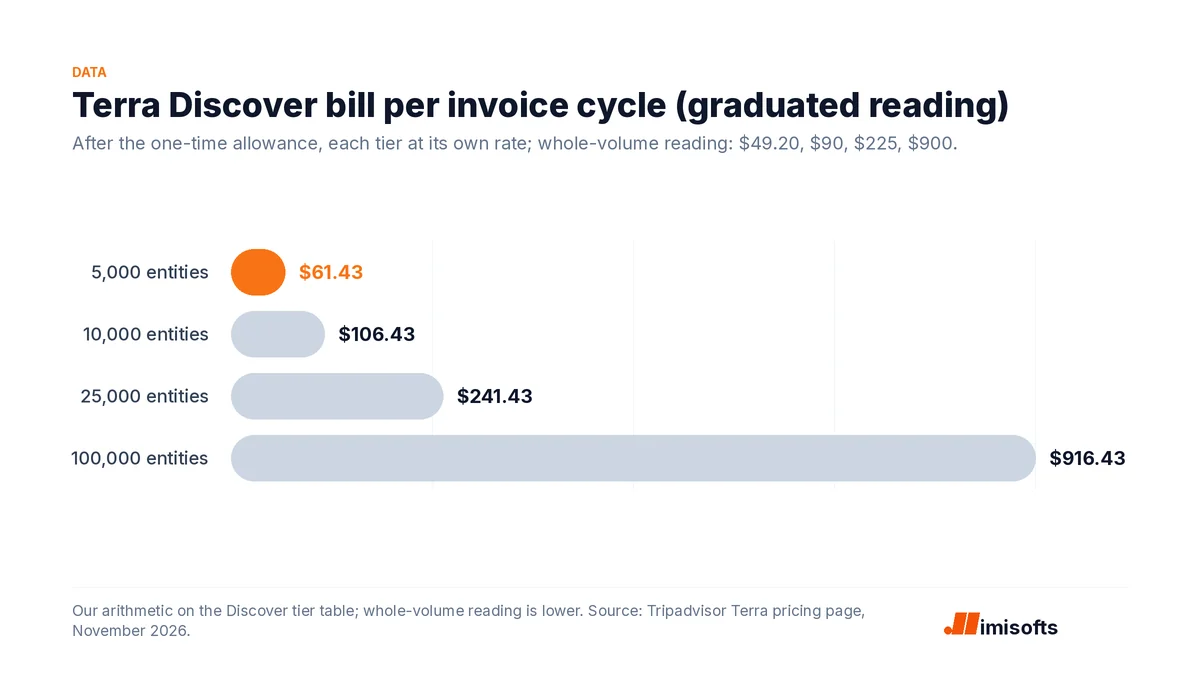 DATA
Terra Discover bill per invoice cycle (graduated reading)
After the one-time allowance, each tier at its own rate; whole-volume reading: $49.20, $90, $225, $900.
5,000 entities $61.43
10,000 entities $106.43
25,000 entities $241.43
100,000 entities $916.43
Our arithmetic on the Discover tier table; whole-volume reading is lower. Source: Tripadvisor Terra pricing page,
November 2026.
imisofts